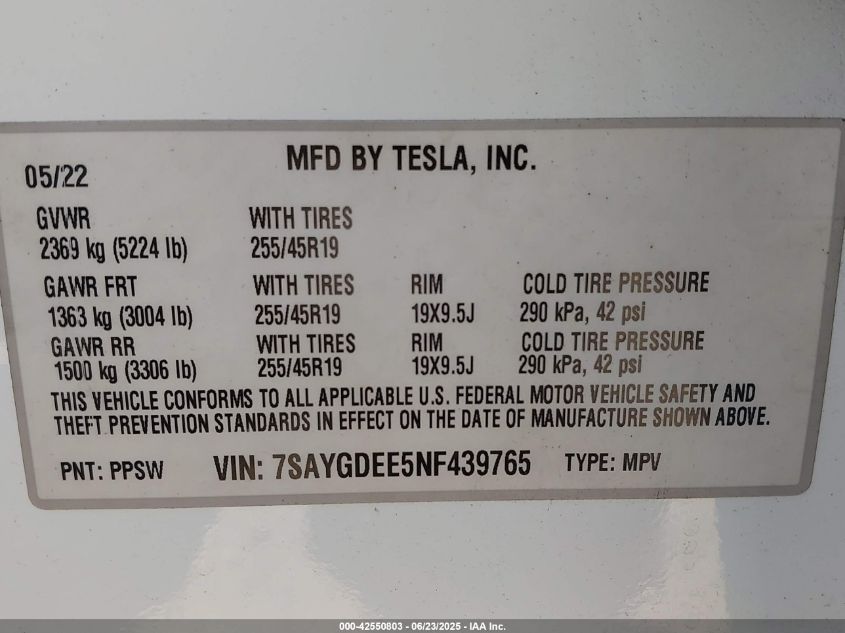 MFD BY TESLA, INC.
05/22
GVWR WITH TIRES
2369 kg (5224 lb) 255/45R19
GAWR FRT WITH TIRES RIM COLD TIRE PRESSURE
1363 kg (3004 lb) 255/45R19 19X9.5J 290 kPa, 42 psi
GAWR RR WITH TIRES RIM COLD TIRE PRESSURE
1500 kg (3306 lb) 255/45R19 19X9.5J 290 kPa, 42 psi
THIS VEHICLE CONFORMS TO ALL APPLICABLE U.S. FEDERAL MOTOR VEHICLE SAFETY AND
THEFT PREVENTION STANDARDS IN EFFECT ON THE DATE OF MANUFACTURE SHOWN ABOVE.
PNT: PPSW VIN: 7SAYGDEE5NF439765 TYPE: MPV
000-42550803 - 06/23/2025 - IAA Inc.